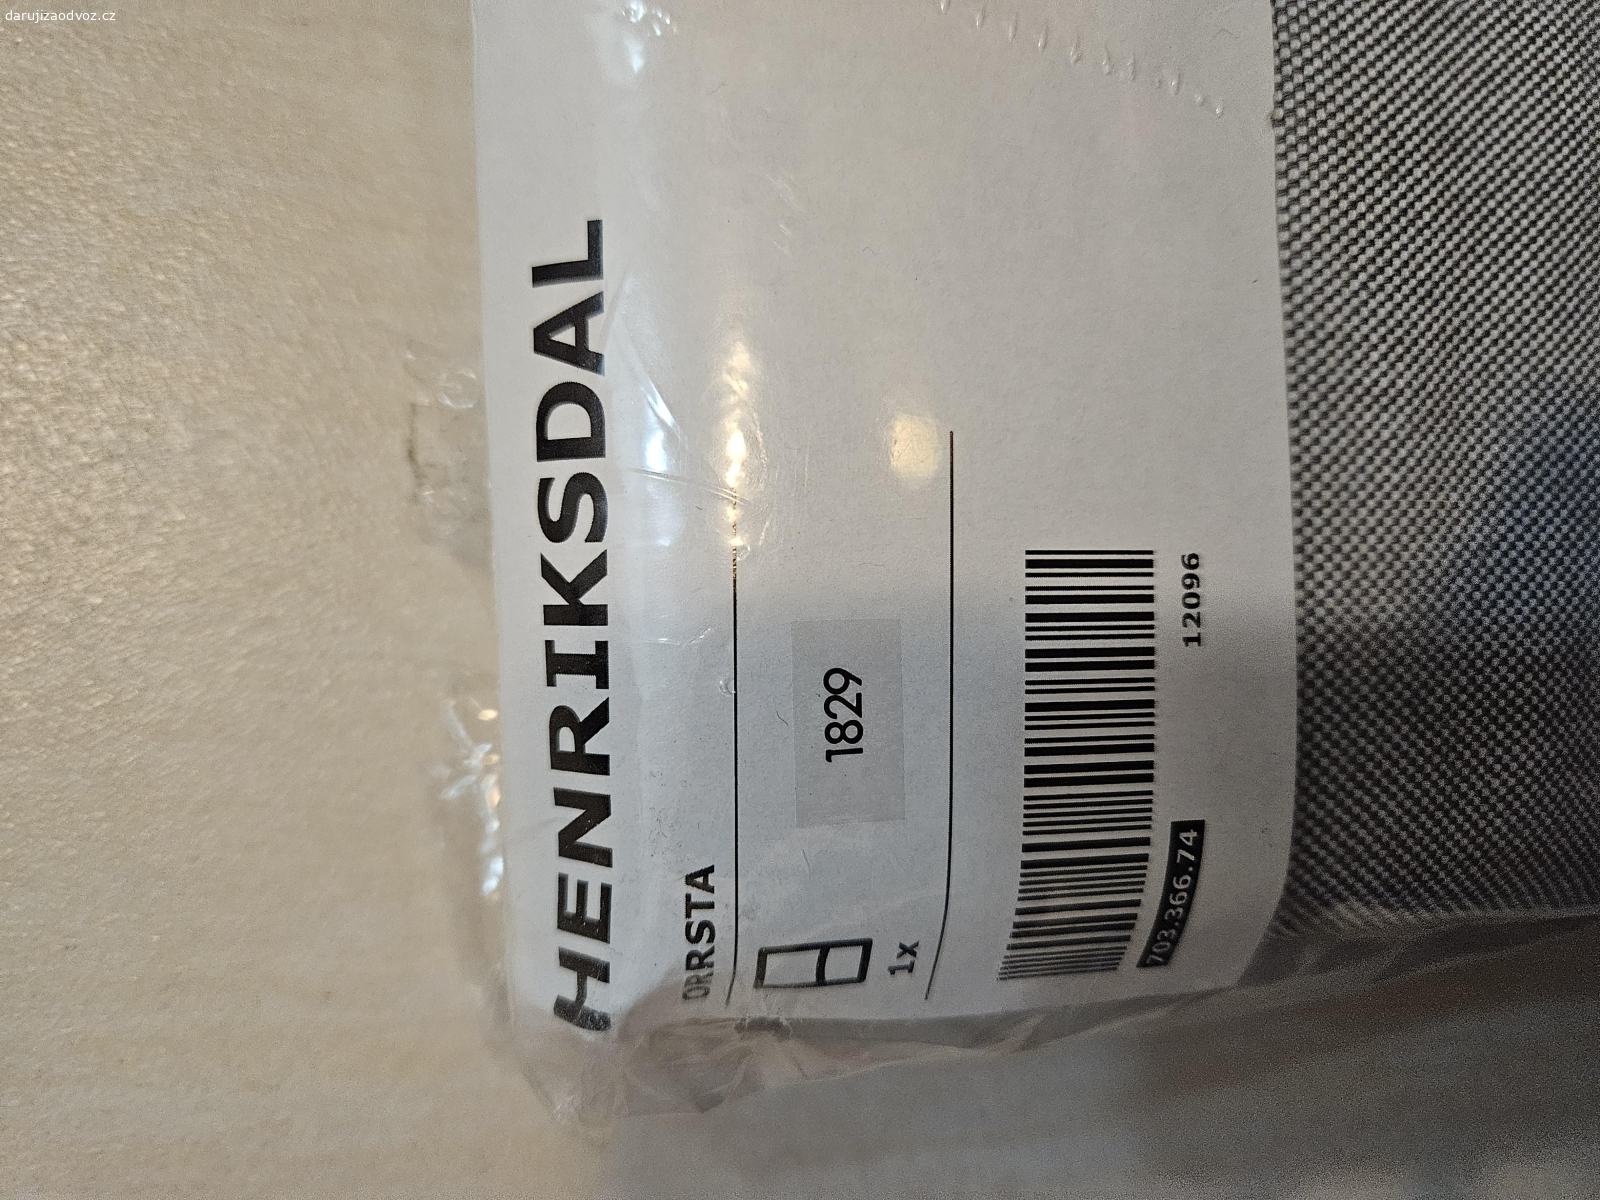 darujizaodvoz.cz
HENRIKSDAL
ORRSTA
1829
1x
12096
703.366.74